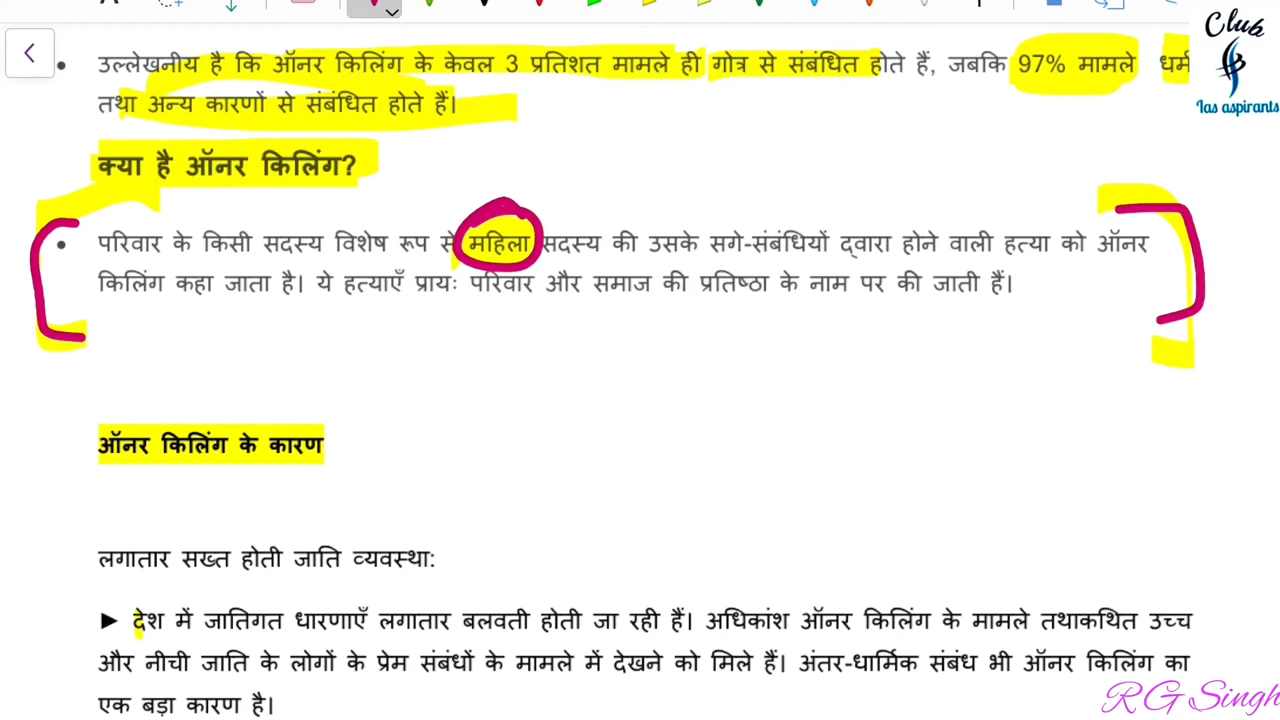 Club
Ias aspirants
उल्लेखनीय है कि ऑनर किलिंग के केवल 3 प्रतिशत मामले ही गोत्र से संबंधित होते हैं, जबकि 97% मामले धर्म
तथा अन्य कारणों से संबंधित होते हैं।
क्या है ऑनर किलिंग?
परिवार के किसी सदस्य विशेष रूप से महिला सदस्य की उसके सगे-संबंधियों द्वारा होने वाली हत्या को ऑनर
किलिंग कहा जाता है। ये हत्याएँ प्रायः परिवार और समाज की प्रतिष्ठा के नाम पर की जाती हैं।
ऑनर किलिंग के कारण
लगातार सख्त होती जाति व्यवस्था:
► देश में जातिगत धारणाएँ लगातार बलवती होती जा रही हैं। अधिकांश ऑनर किलिंग के मामले तथाकथित उच्च
और नीची जाति के लोगों के प्रेम संबंधों के मामले में देखने को मिले हैं। अंतर-धार्मिक संबंध भी ऑनर किलिंग का
एक बड़ा कारण है।
RG Singh